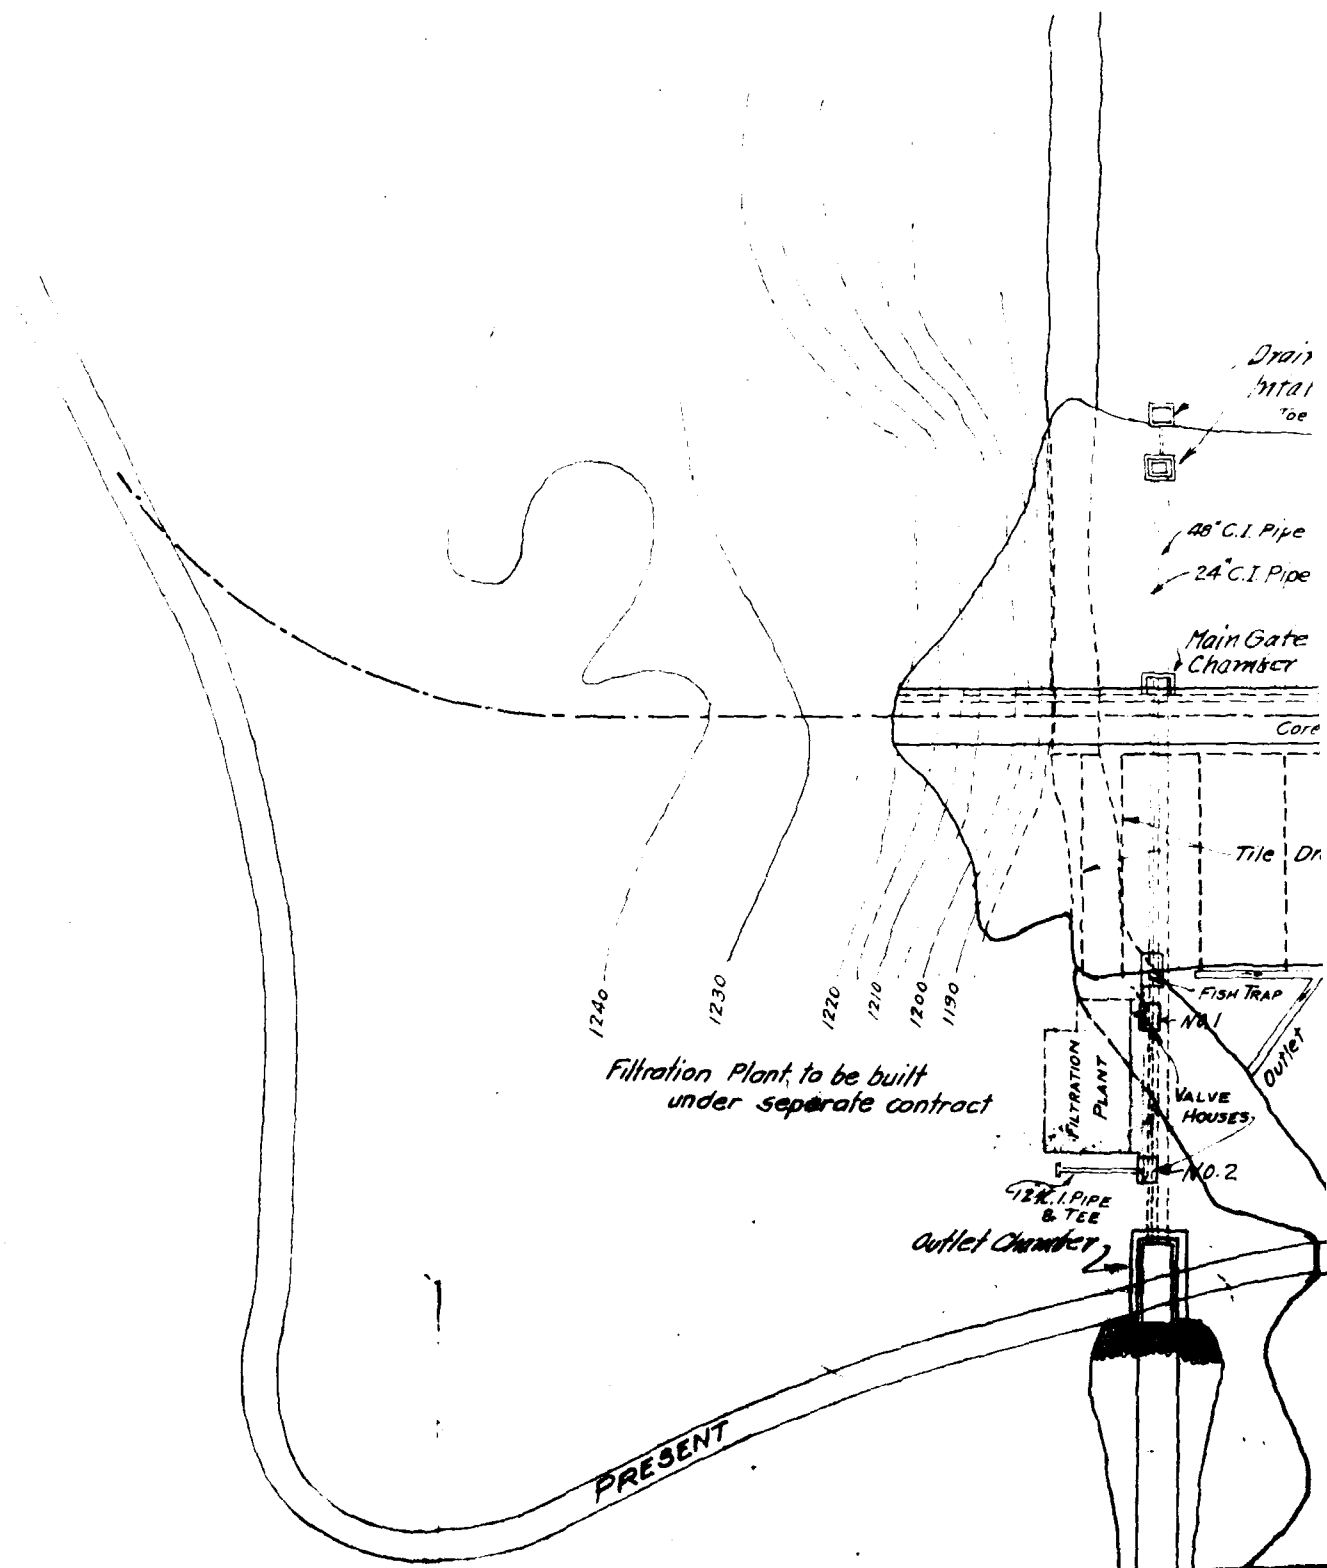 Toe
48" C.I. Pipe
24" C.I. Pipe
Main Gate
Chamber
Core
Tile
FISH TRAP
NO.1
Outlet
VALVE
HOUSES
FILTRATION
PLANT
NO.2
12" C.I. PIPE
& TEE
Outlet Chamber
1240
1230
1220
1210
1200
1190
Filtration Plant, to be built
under separate contract
PRESENT